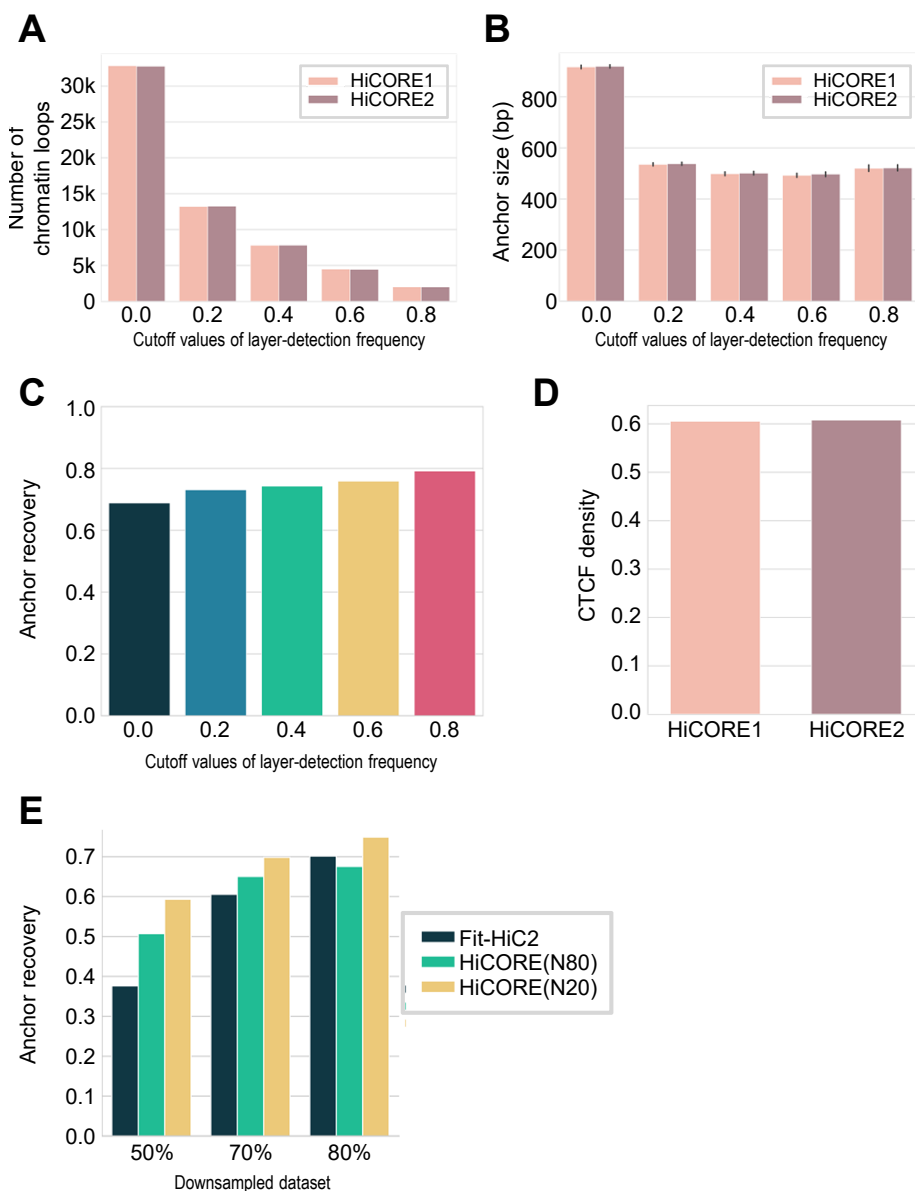 A
Number of
chromatin loops
30k
25k
20k
15k
10k
5k
0
HiCORE1
HiCORE2
0.0 0.2 0.4 0.6 0.8
Cutoff values of layer-detection frequency
B
Anchor size (bp)
800
600
400
200
0
HiCORE1
HiCORE2
0.0 0.2 0.4 0.6 0.8
Cutoff values of layer-detection frequency
C
Anchor recovery
1.0
0.8
0.6
0.4
0.2
0.0
0.0 0.2 0.4 0.6 0.8
Cutoff values of layer-detection frequency
D
CTCF density
0.6
0.5
0.4
0.3
0.2
0.1
0.0
HiCORE1 HiCORE2
E
Anchor recovery
0.7
0.6
0.5
0.4
0.3
0.2
0.1
0.0
50% 70% 80%
Downsampled dataset
Fit-HiC2
HiCORE(N80)
HiCORE(N20)